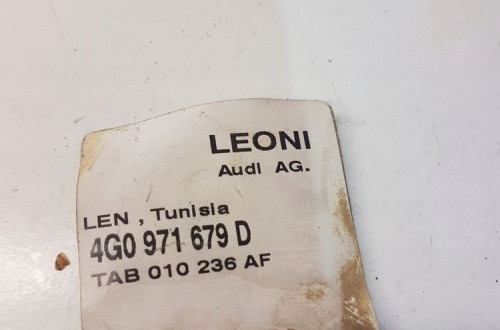 LEONI
Audi AG.
LEN , Tunisia
4G0 971 679 D
TAB 010 236 AF